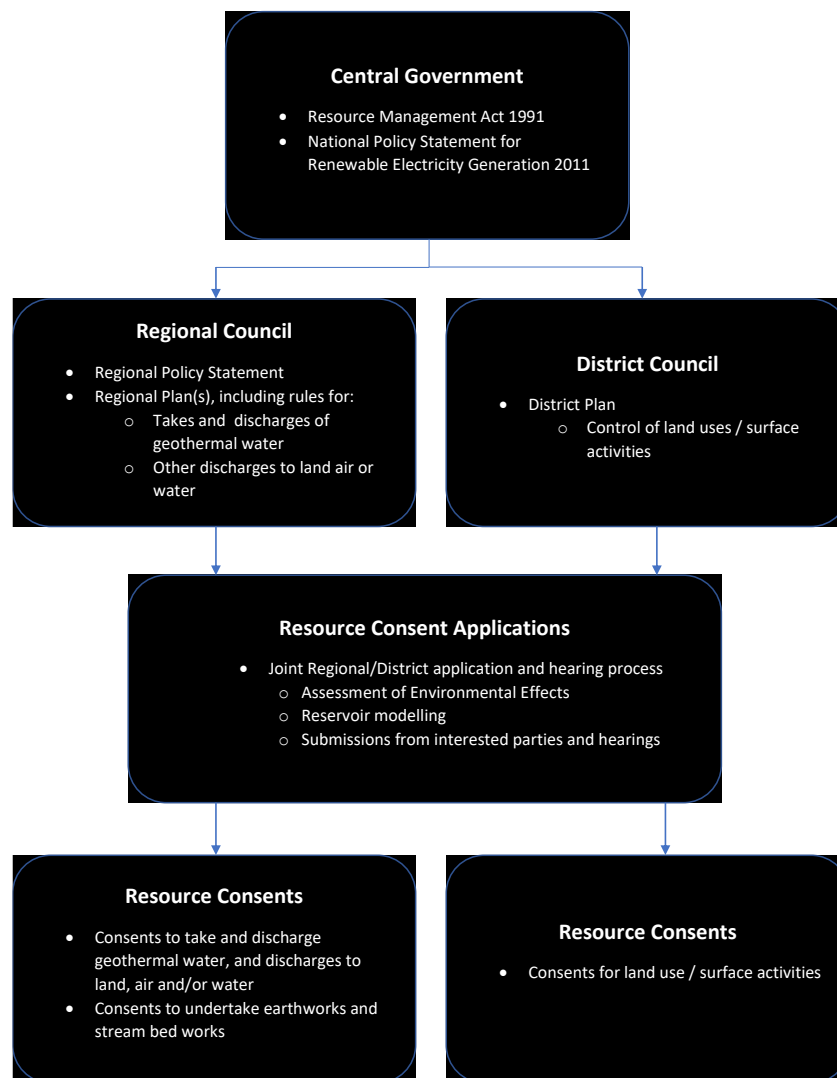 Central Government
• Resource Management Act 1991
• National Policy Statement for
Renewable Electricity Generation 2011
Regional Council
• Regional Policy Statement
• Regional Plan(s), including rules for:
o Takes and discharges of
geothermal water
o Other discharges to land air or
water
District Council
• District Plan
o Control of land uses / surface
activities
Resource Consent Applications
• Joint Regional/District application and hearing process
o Assessment of Environmental Effects
o Reservoir modelling
o Submissions from interested parties and hearings
Resource Consents
• Consents to take and discharge
geothermal water, and discharges to
land, air and/or water
• Consents to undertake earthworks and
stream bed works
Resource Consents
• Consents for land use / surface activities